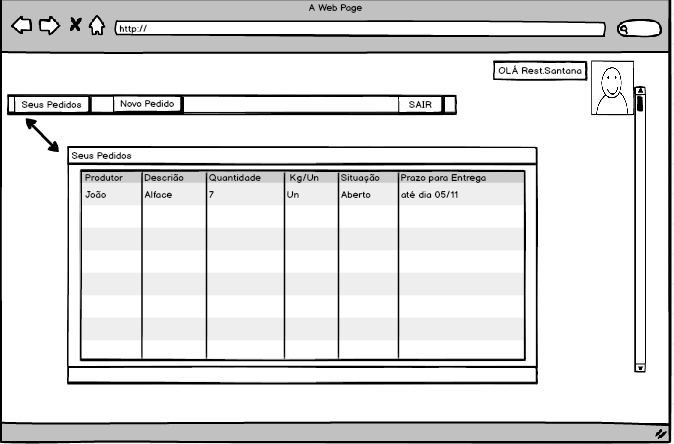 A Web Page
http://
OLÁ Rest.Santana
Seus Pedidos
Novo Pedido
SAIR
Seus Pedidos
Produtor Descrião Quantidade Kg/Un Situação Prazo para Entrega
João Alface 7 Un Aberto até dia 05/11